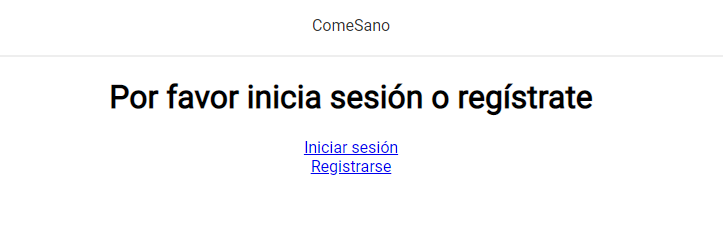 ComeSano
Por favor inicia sesión o regístrate
Iniciar sesión
Registrarse